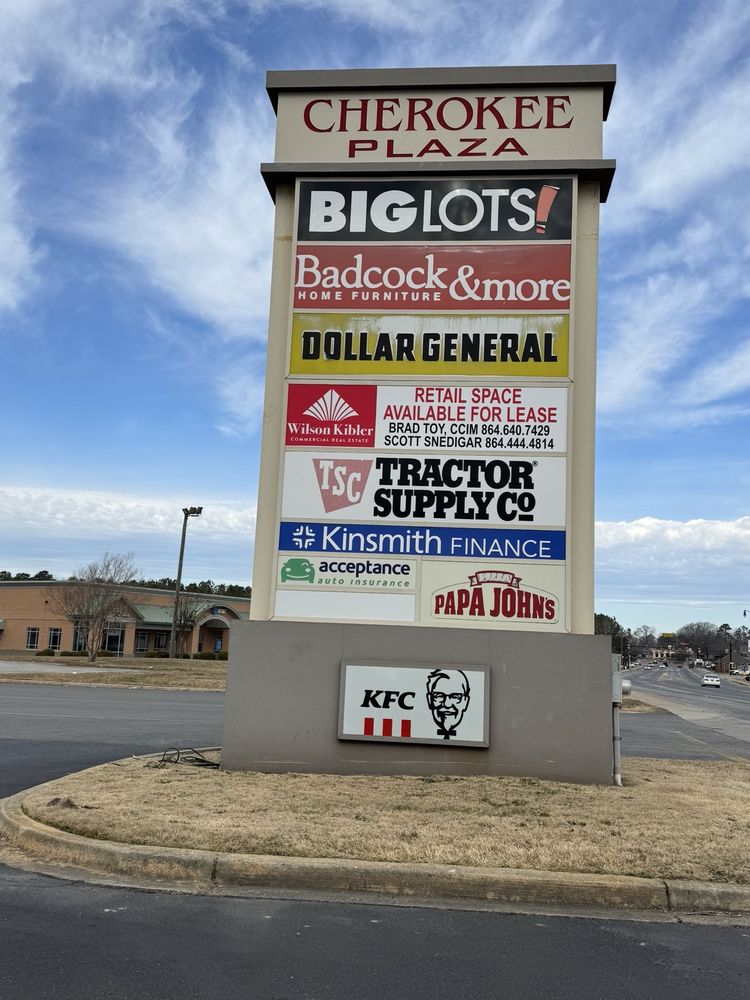 CHEROKEE
PLAZA
BIGLOTS!
Badcock &more
HOME FURNITURE
DOLLAR GENERAL
Wilson Kibler
COMMERCIAL REAL ESTATE
RETAIL SPACE
AVAILABLE FOR LEASE
BRAD TOY, CCIM 864.640.7429
SCOTT SNEDIGAR 864.444.4814
TSC
TRACTOR
SUPPLY CO
Kinsmith FINANCE
acceptance
auto insurance
PIZZA
PAPA JOHN'S
KFC